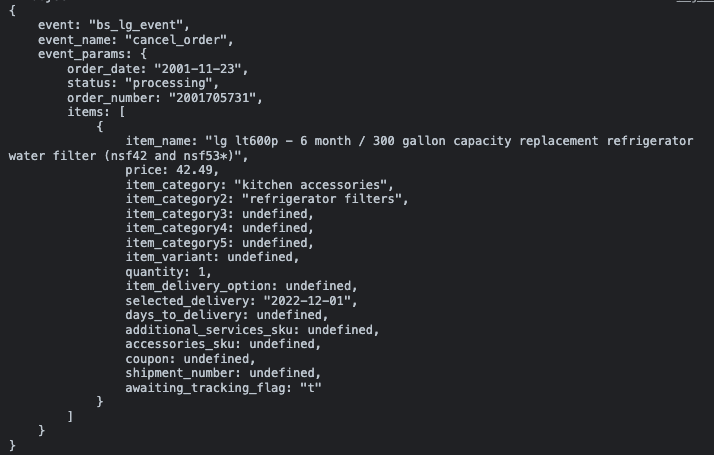 {
    event: "bs_lg_event",
    event_name: "cancel_order",
    event_params: {
        order_date: "2001-11-23",
        status: "processing",
        order_number: "2001705731",
        items: [
            {
                item_name: "lg lt600p – 6 month / 300 gallon capacity replacement refrigerator
water filter (nsf42 and nsf53*)",
                price: 42.49,
                item_category: "kitchen accessories",
                item_category2: "refrigerator filters",
                item_category3: undefined,
                item_category4: undefined,
                item_category5: undefined,
                item_variant: undefined,
                quantity: 1,
                item_delivery_option: undefined,
                selected_delivery: "2022-12-01",
                days_to_delivery: undefined,
                additional_services_sku: undefined,
                accessories_sku: undefined,
                coupon: undefined,
                shipment_number: undefined,
                awaiting_tracking_flag: "t"
            }
        ]
    }
}